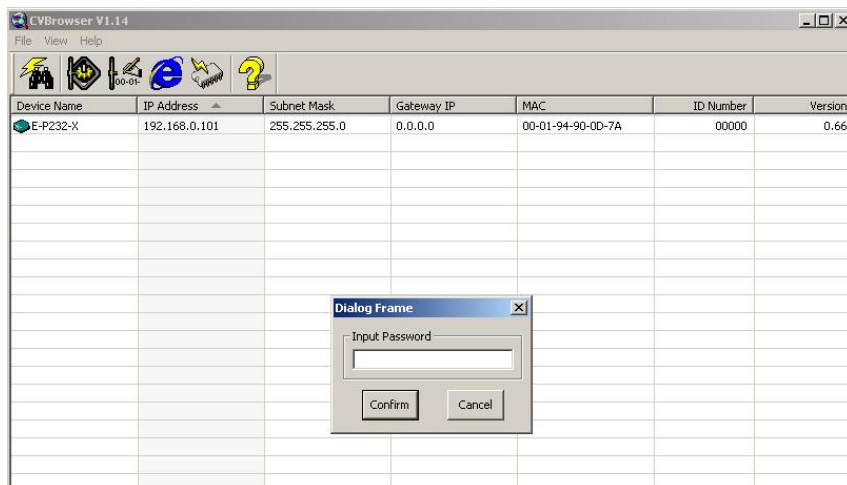 CVBrowser V1.14
File View Help
00-01-
Device Name IP Address Subnet Mask Gateway IP MAC ID Number Version
E-P232-X 192.168.0.101 255.255.255.0 0.0.0.0 00-01-94-90-0D-7A 00000 0.66
Dialog Frame
Input Password
Confirm Cancel